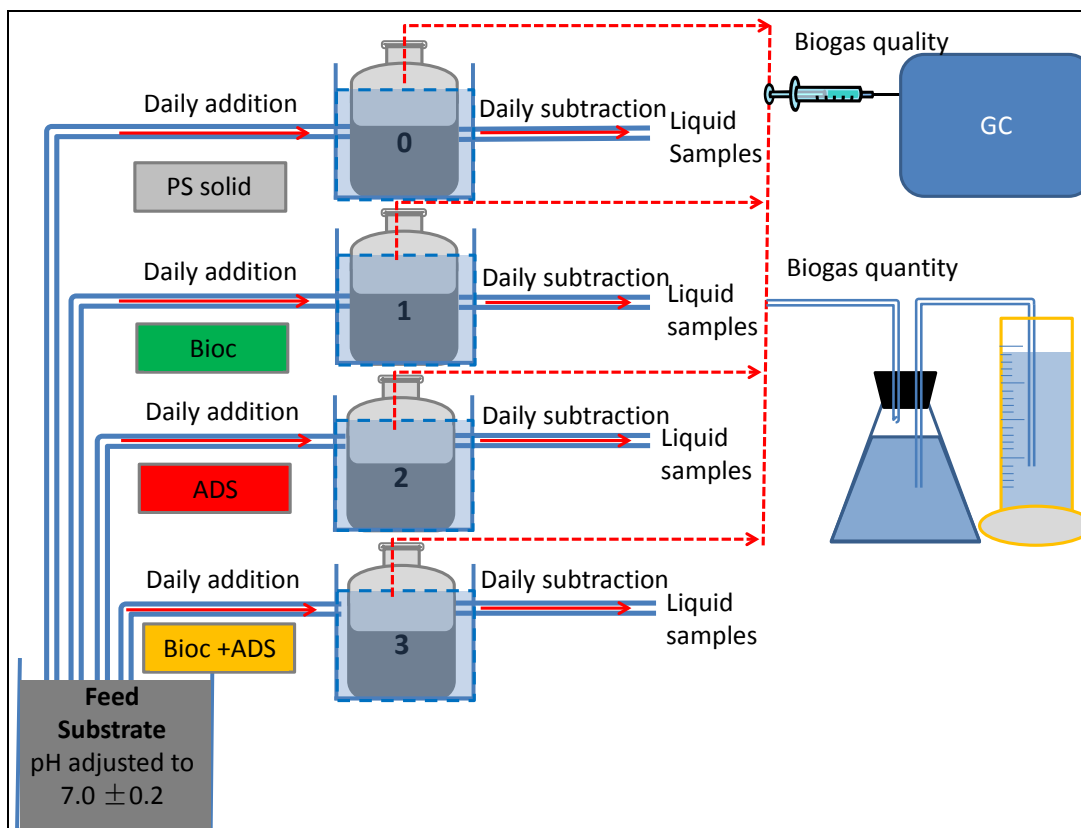 Biogas quality
GC
Daily addition
Daily subtraction
0
Liquid
Samples
PS solid
Daily addition
Daily subtraction
1
Liquid
samples
Bioc
Biogas quantity
Daily addition
Daily subtraction
2
Liquid
samples
ADS
Daily addition
Daily subtraction
3
Liquid
samples
Bioc +ADS
Feed
Substrate
pH adjusted to
7.0 ±0.2